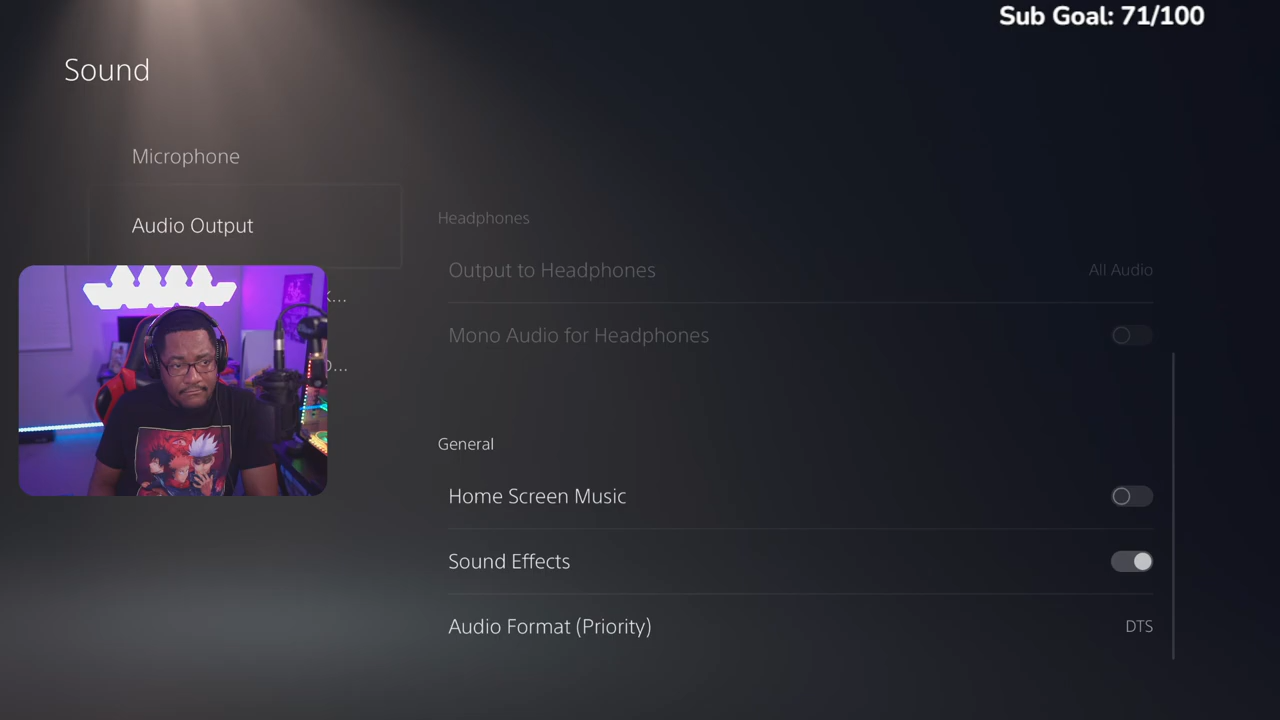 Sub Goal: 71/100
Sound
Microphone
Audio Output
Headphones
Output to Headphones
All Audio
Mono Audio for Headphones
General
Home Screen Music
Sound Effects
Audio Format (Priority)
DTS